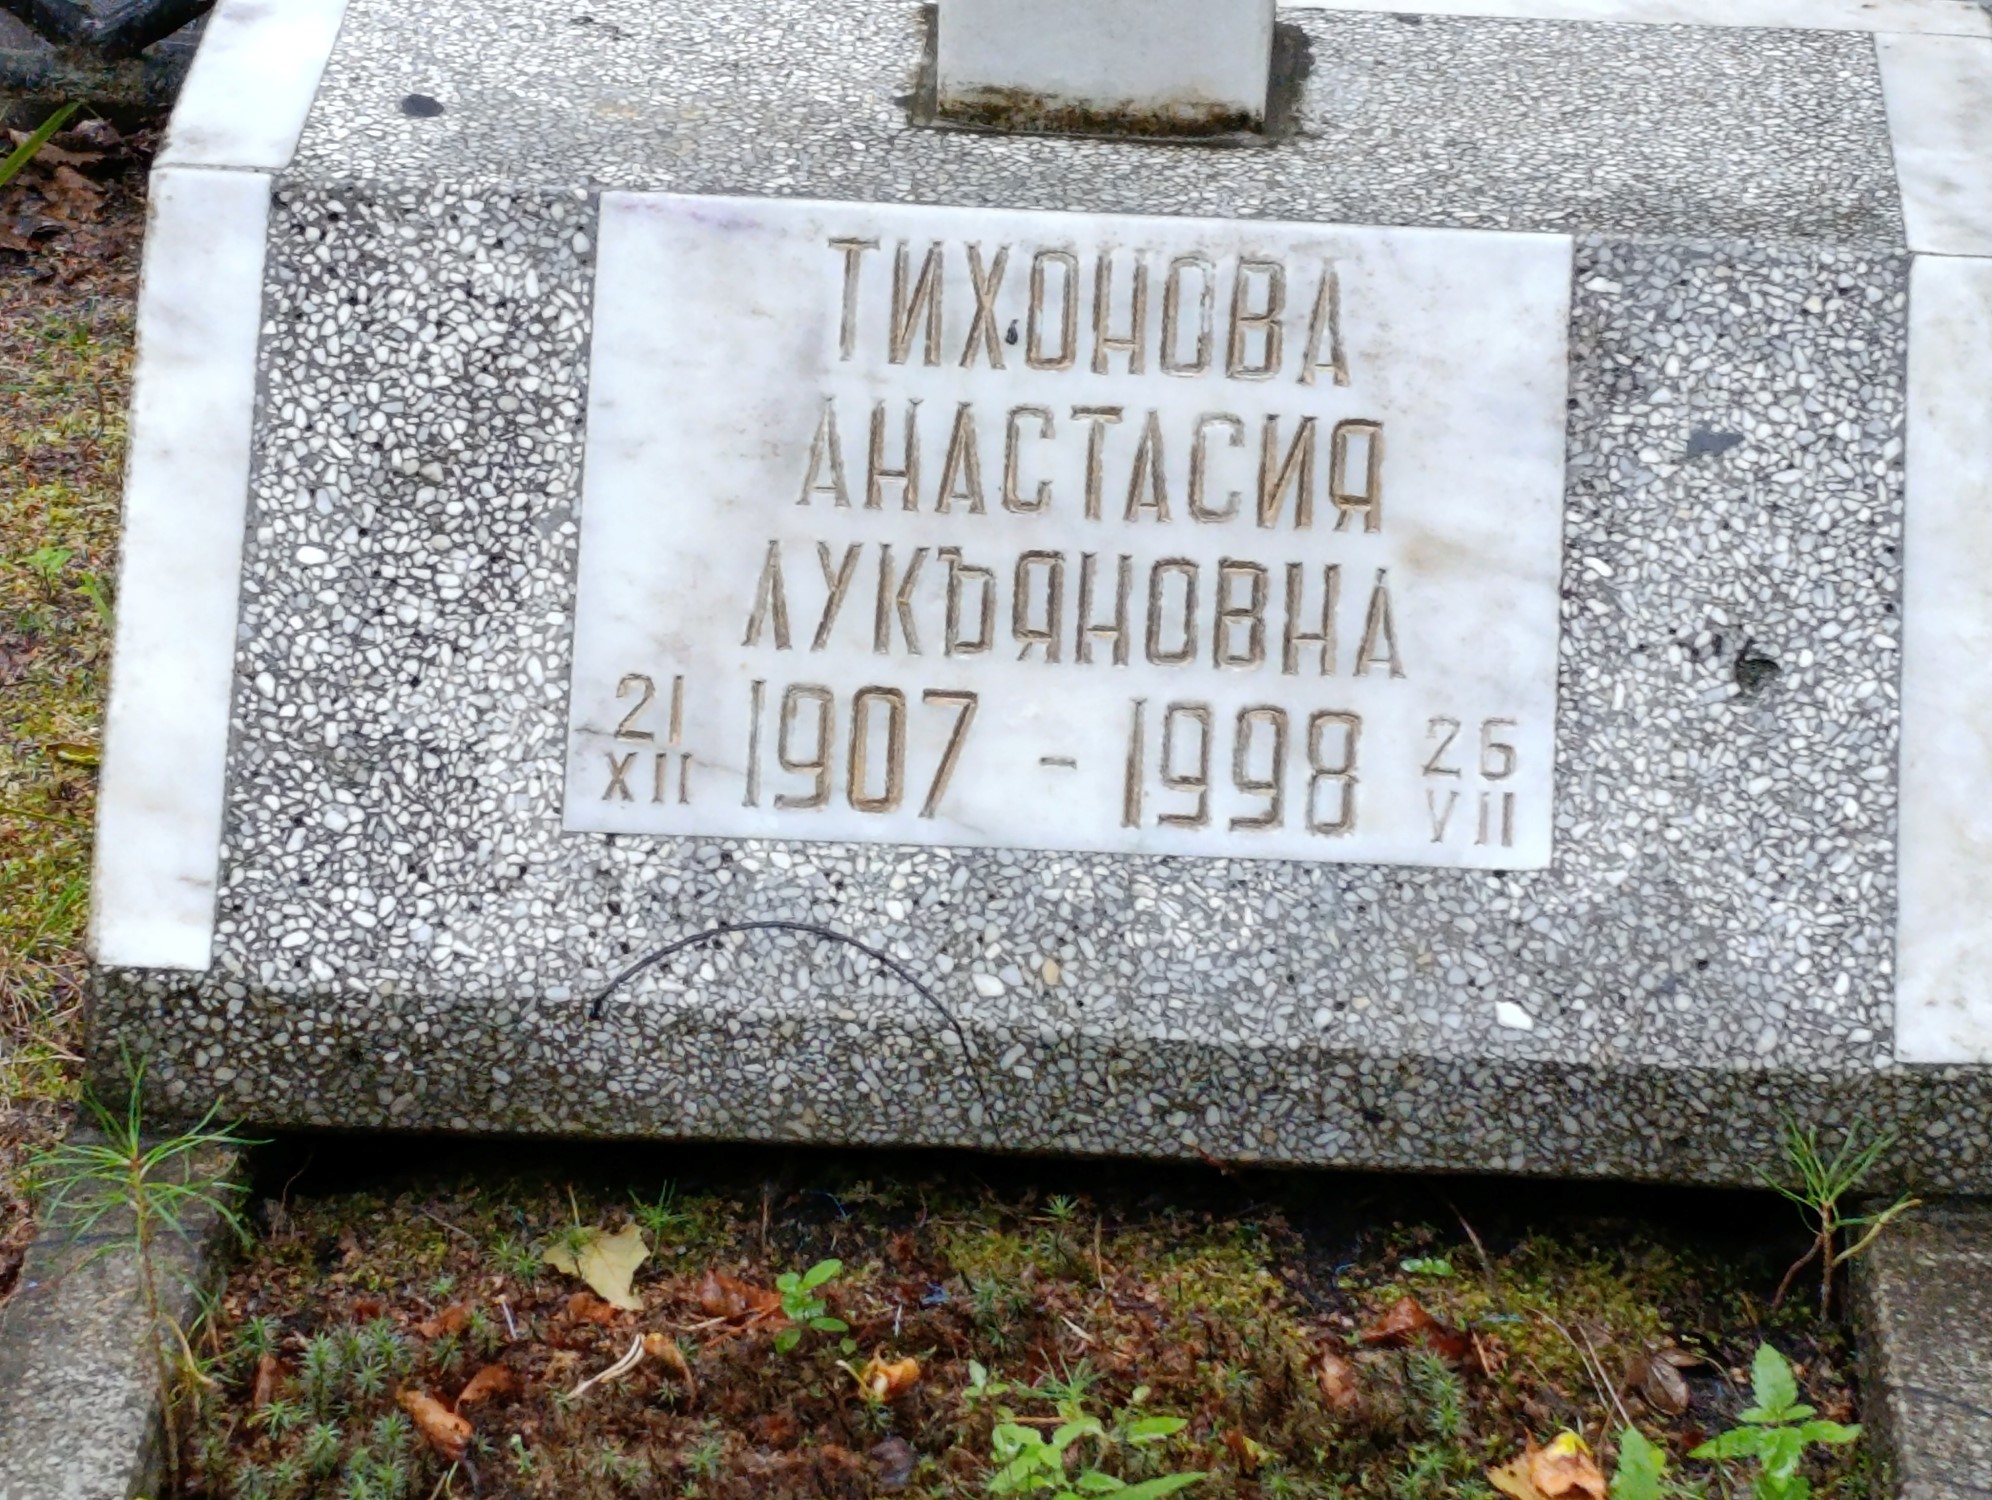 ТИХОНОВА
АНАСТАСИЯ
ЛУКЪЯНОВНА
21 XII 1907 - 1998 26 VII